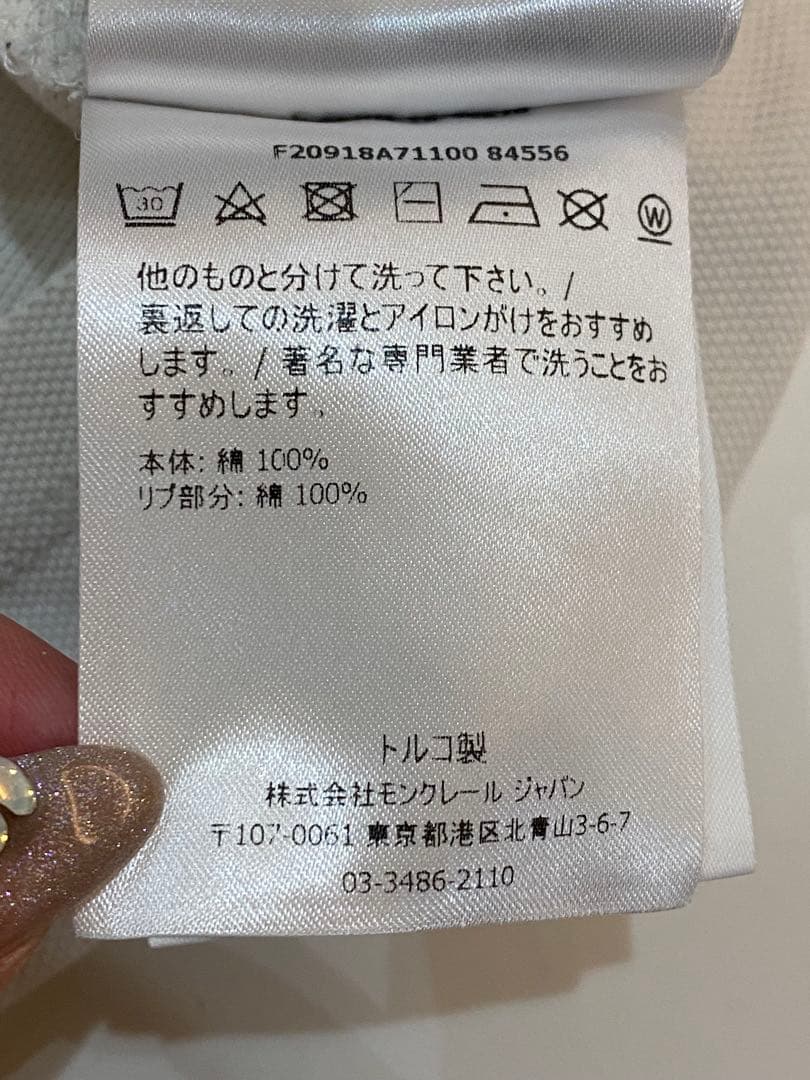 F20918A71100 84556
30
W
他のものと分けて洗って下さい。/
裏返しての洗濯とアイロンがけをおすすめ
します。/ 著名な専門業者で洗うことをお
すすめします。
本体: 綿 100%
リブ部分: 綿 100%
トルコ製
株式会社モンクレール ジャパン
〒107-0061 東京都港区北青山3-6-7
03-3486-2110